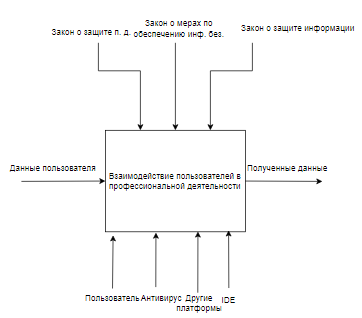 Закон о защите п. д.
Закон о мерах по
обеспечению инф. без.
Закон о защите информации
Данные пользователя
Взаимодействие пользователей в
профессиональной деятельности
Полученные данные
Пользователь
Антивирус
Другие
платформы
IDE